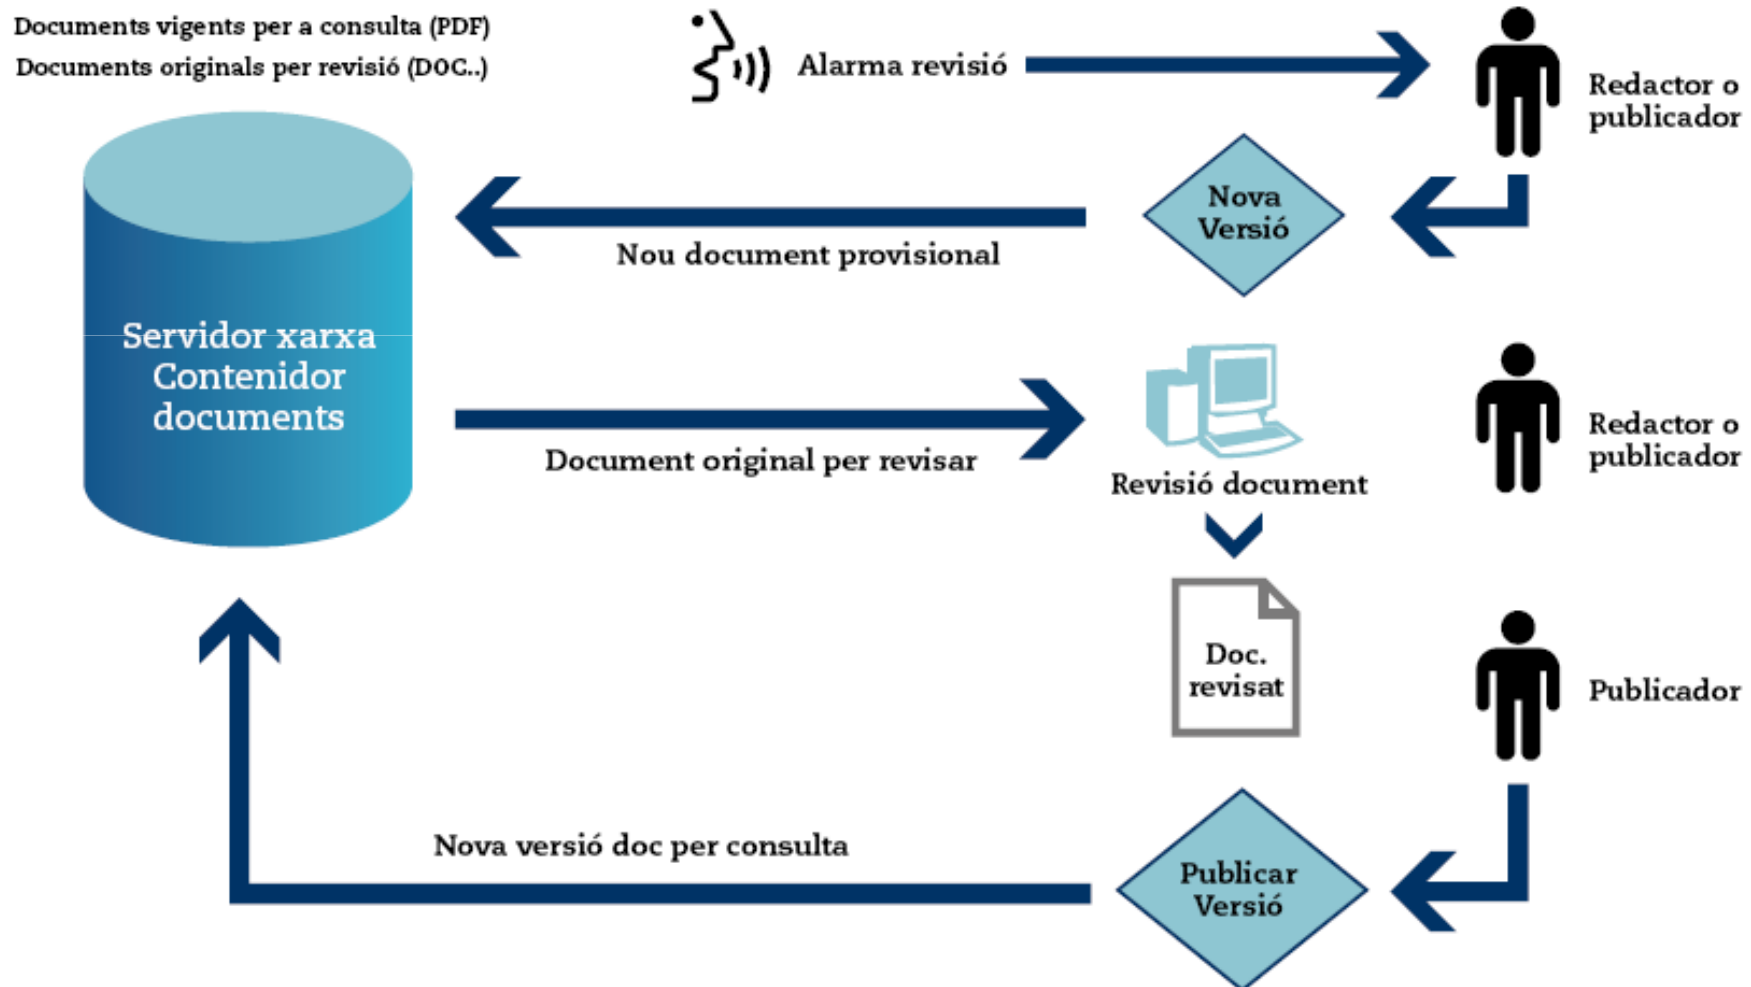 Documents vigents per a consulta (PDF)
Documents originals per revisió (DOC..)
Alarma revisió
Redactor o
publicador
Nova
Versió
Nou document provisional
Servidor xarxa
Contenidor
documents
Document original per revisar
Revisió document
Redactor o
publicador
Doc.
revisat
Publicador
Nova versió doc per consulta
Publicar
Versió